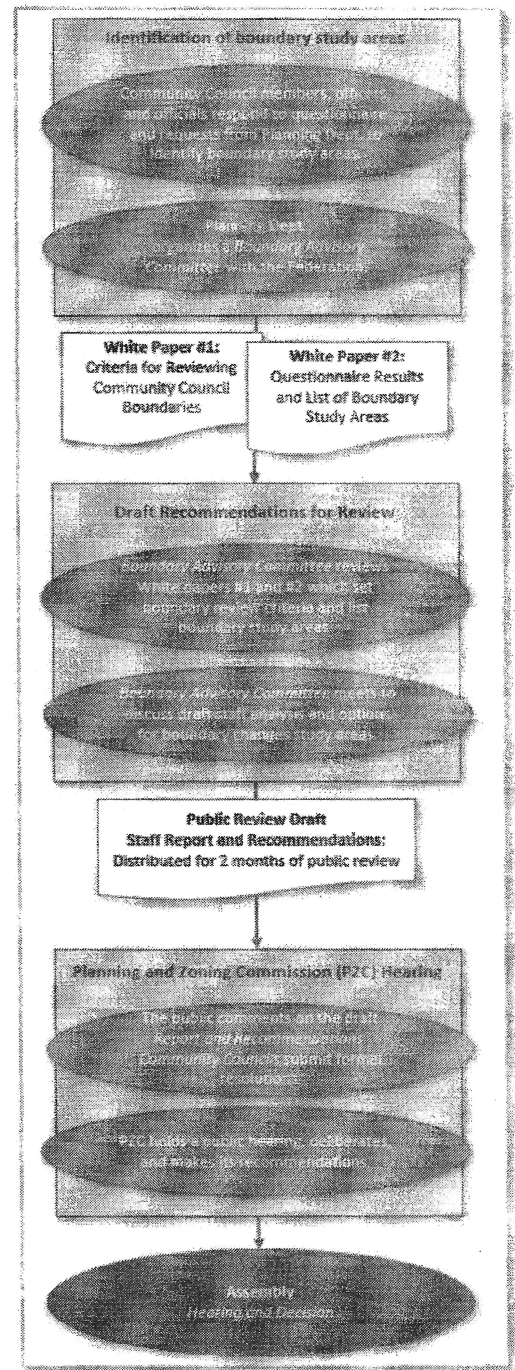 Identification of boundary study areas
Community Council members, officers,
and officials respond to questionnaire
and requests from Planning Dept. to
identify boundary study areas.
Planning Dept.
organizes a Boundary Advisory
Committee with the Federation.
White Paper #1:
Criteria for Reviewing
Community Council
Boundaries
White Paper #2:
Questionnaire Results
and List of Boundary
Study Areas
Draft Recommendations for Review
Boundary Advisory Committee reviews
White papers #1 and #2 which set
boundary review criteria and list
boundary study areas.
Boundary Advisory Committee meets to
discuss draft staff analysis and options
for boundary changes study areas.
Public Review Draft
Staff Report and Recommendations:
Distributed for 2 months of public review
Planning and Zoning Commission (PZC) Hearing
The public comments on the draft
Report and Recommendations
Community Councils submit formal
resolutions.
PZC holds a public hearing, deliberates,
and makes its recommendations.
Assembly
Hearing and Decision